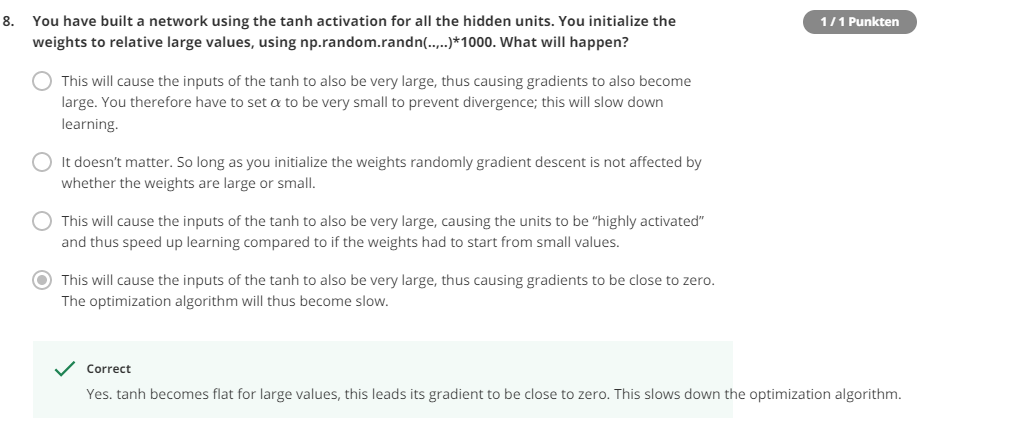 8. You have built a network using the tanh activation for all the hidden units. You initialize the
1 / 1 Punkten
weights to relative large values, using np.random.randn(..,..)*1000. What will happen?
This will cause the inputs of the tanh to also be very large, thus causing gradients to also become
large. You therefore have to set α to be very small to prevent divergence; this will slow down
learning.
It doesn't matter. So long as you initialize the weights randomly gradient descent is not affected by
whether the weights are large or small.
This will cause the inputs of the tanh to also be very large, causing the units to be “highly activated”
and thus speed up learning compared to if the weights had to start from small values.
This will cause the inputs of the tanh to also be very large, thus causing gradients to be close to zero.
The optimization algorithm will thus become slow.
Correct
Yes. tanh becomes flat for large values, this leads its gradient to be close to zero. This slows down the optimization algorithm.